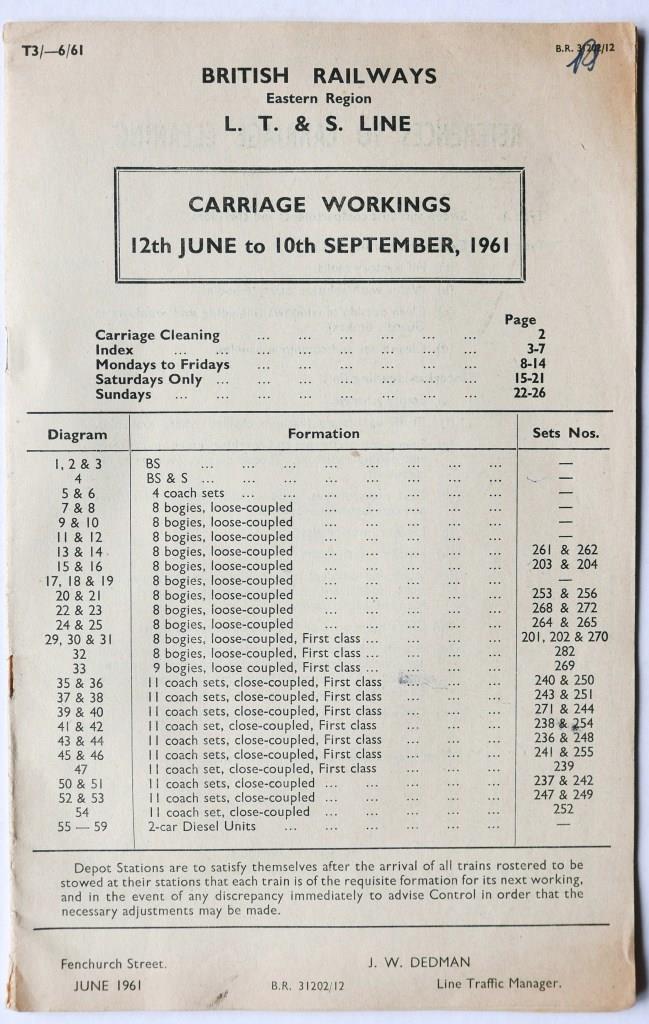 T3/—6/61
B.R. 31202/12
BRITISH RAILWAYS
Eastern Region
L. T. & S. LINE
CARRIAGE WORKINGS
12th JUNE to 10th SEPTEMBER, 1961
Page
Carriage Cleaning ... ... ... ... ... ... 2
Index ... ... ... ... ... ... ... ... 3-7
Mondays to Fridays ... ... ... ... ... ... 8-14
Saturdays Only ... ... ... ... ... ... ... 15-21
Sundays ... ... ... ... ... ... ... ... 22-26
Diagram Formation Sets Nos.
1, 2 & 3 BS ... ... ... ... ... ... ... ... —
4 BS & S ... ... ... ... ... ... ... —
5 & 6 4 coach sets ... ... ... ... ... ... ... —
7 & 8 8 bogies, loose-coupled ... ... ... ... ... —
9 & 10 8 bogies, loose-coupled ... ... ... ... ... —
11 & 12 8 bogies, loose-coupled ... ... ... ... ... —
13 & 14 8 bogies, loose-coupled ... ... ... ... ... 261 & 262
15 & 16 8 bogies, loose-coupled ... ... ... ... ... 203 & 204
17, 18 & 19 8 bogies, loose-coupled ... ... ... ... ... —
20 & 21 8 bogies, loose-coupled ... ... ... ... ... 253 & 256
22 & 23 8 bogies, loose-coupled ... ... ... ... ... 268 & 272
24 & 25 8 bogies, loose-coupled ... ... ... ... ... 264 & 265
29, 30 & 31 8 bogies, loose-coupled, First class ... ... ... ... 201, 202 & 270
32 8 bogies, loose-coupled, First class ... ... ... ... 282
33 9 bogies, loose coupled, First class ... ... ... ... 269
35 & 36 11 coach sets, close-coupled, First class ... ... ... 240 & 250
37 & 38 11 coach sets, close-coupled, First class ... ... ... 243 & 251
39 & 40 11 coach sets, close-coupled, First class ... ... ... 271 & 244
41 & 42 11 coach set, close-coupled, First class ... ... ... 238 & 254
43 & 44 11 coach sets, close-coupled, First class ... ... ... 236 & 248
45 & 46 11 coach sets, close-coupled, First class ... ... ... 241 & 255
47 11 coach set, close-coupled, First class ... ... ... 239
50 & 51 11 coach sets, close-coupled ... ... ... ... ... 237 & 242
52 & 53 11 coach sets, close-coupled ... ... ... ... ... 247 & 249
54 11 coach set, close-coupled ... ... ... ... ... 252
55 — 59 2-car Diesel Units ... ... ... ... ... ... —
Depot Stations are to satisfy themselves after the arrival of all trains rostered to be
stowed at their stations that each train is of the requisite formation for its next working,
and in the event of any discrepancy immediately to advise Control in order that the
necessary adjustments may be made.
Fenchurch Street. J. W. DEDMAN
JUNE 1961 B.R. 31202/12 Line Traffic Manager.